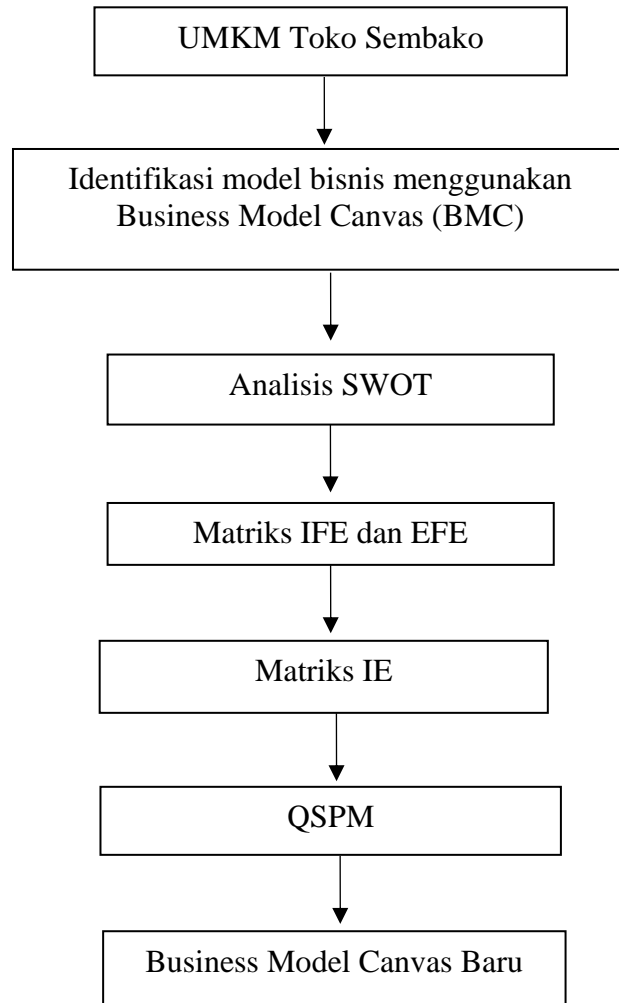 UMKM Toko Sembako
Identifikasi model bisnis menggunakan
Business Model Canvas (BMC)
Analisis SWOT
Matriks IFE dan EFE
Matriks IE
QSPM
Business Model Canvas Baru